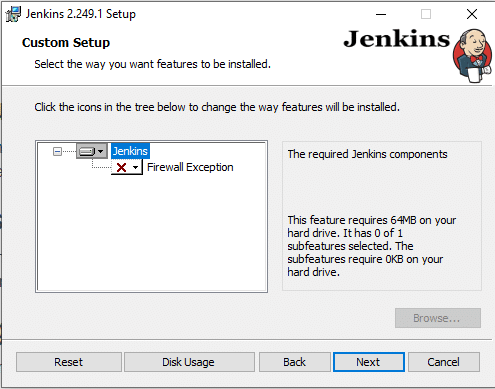 Jenkins 2.249.1 Setup
Custom Setup
Select the way you want features to be installed.
Jenkins
Click the icons in the tree below to change the way features will be installed.
Jenkins
Firewall Exception
The required Jenkins components
This feature requires 64MB on your
hard drive. It has 0 of 1
subfeatures selected. The
subfeatures require 0KB on your
hard drive.
Browse...
Reset
Disk Usage
Back
Next
Cancel